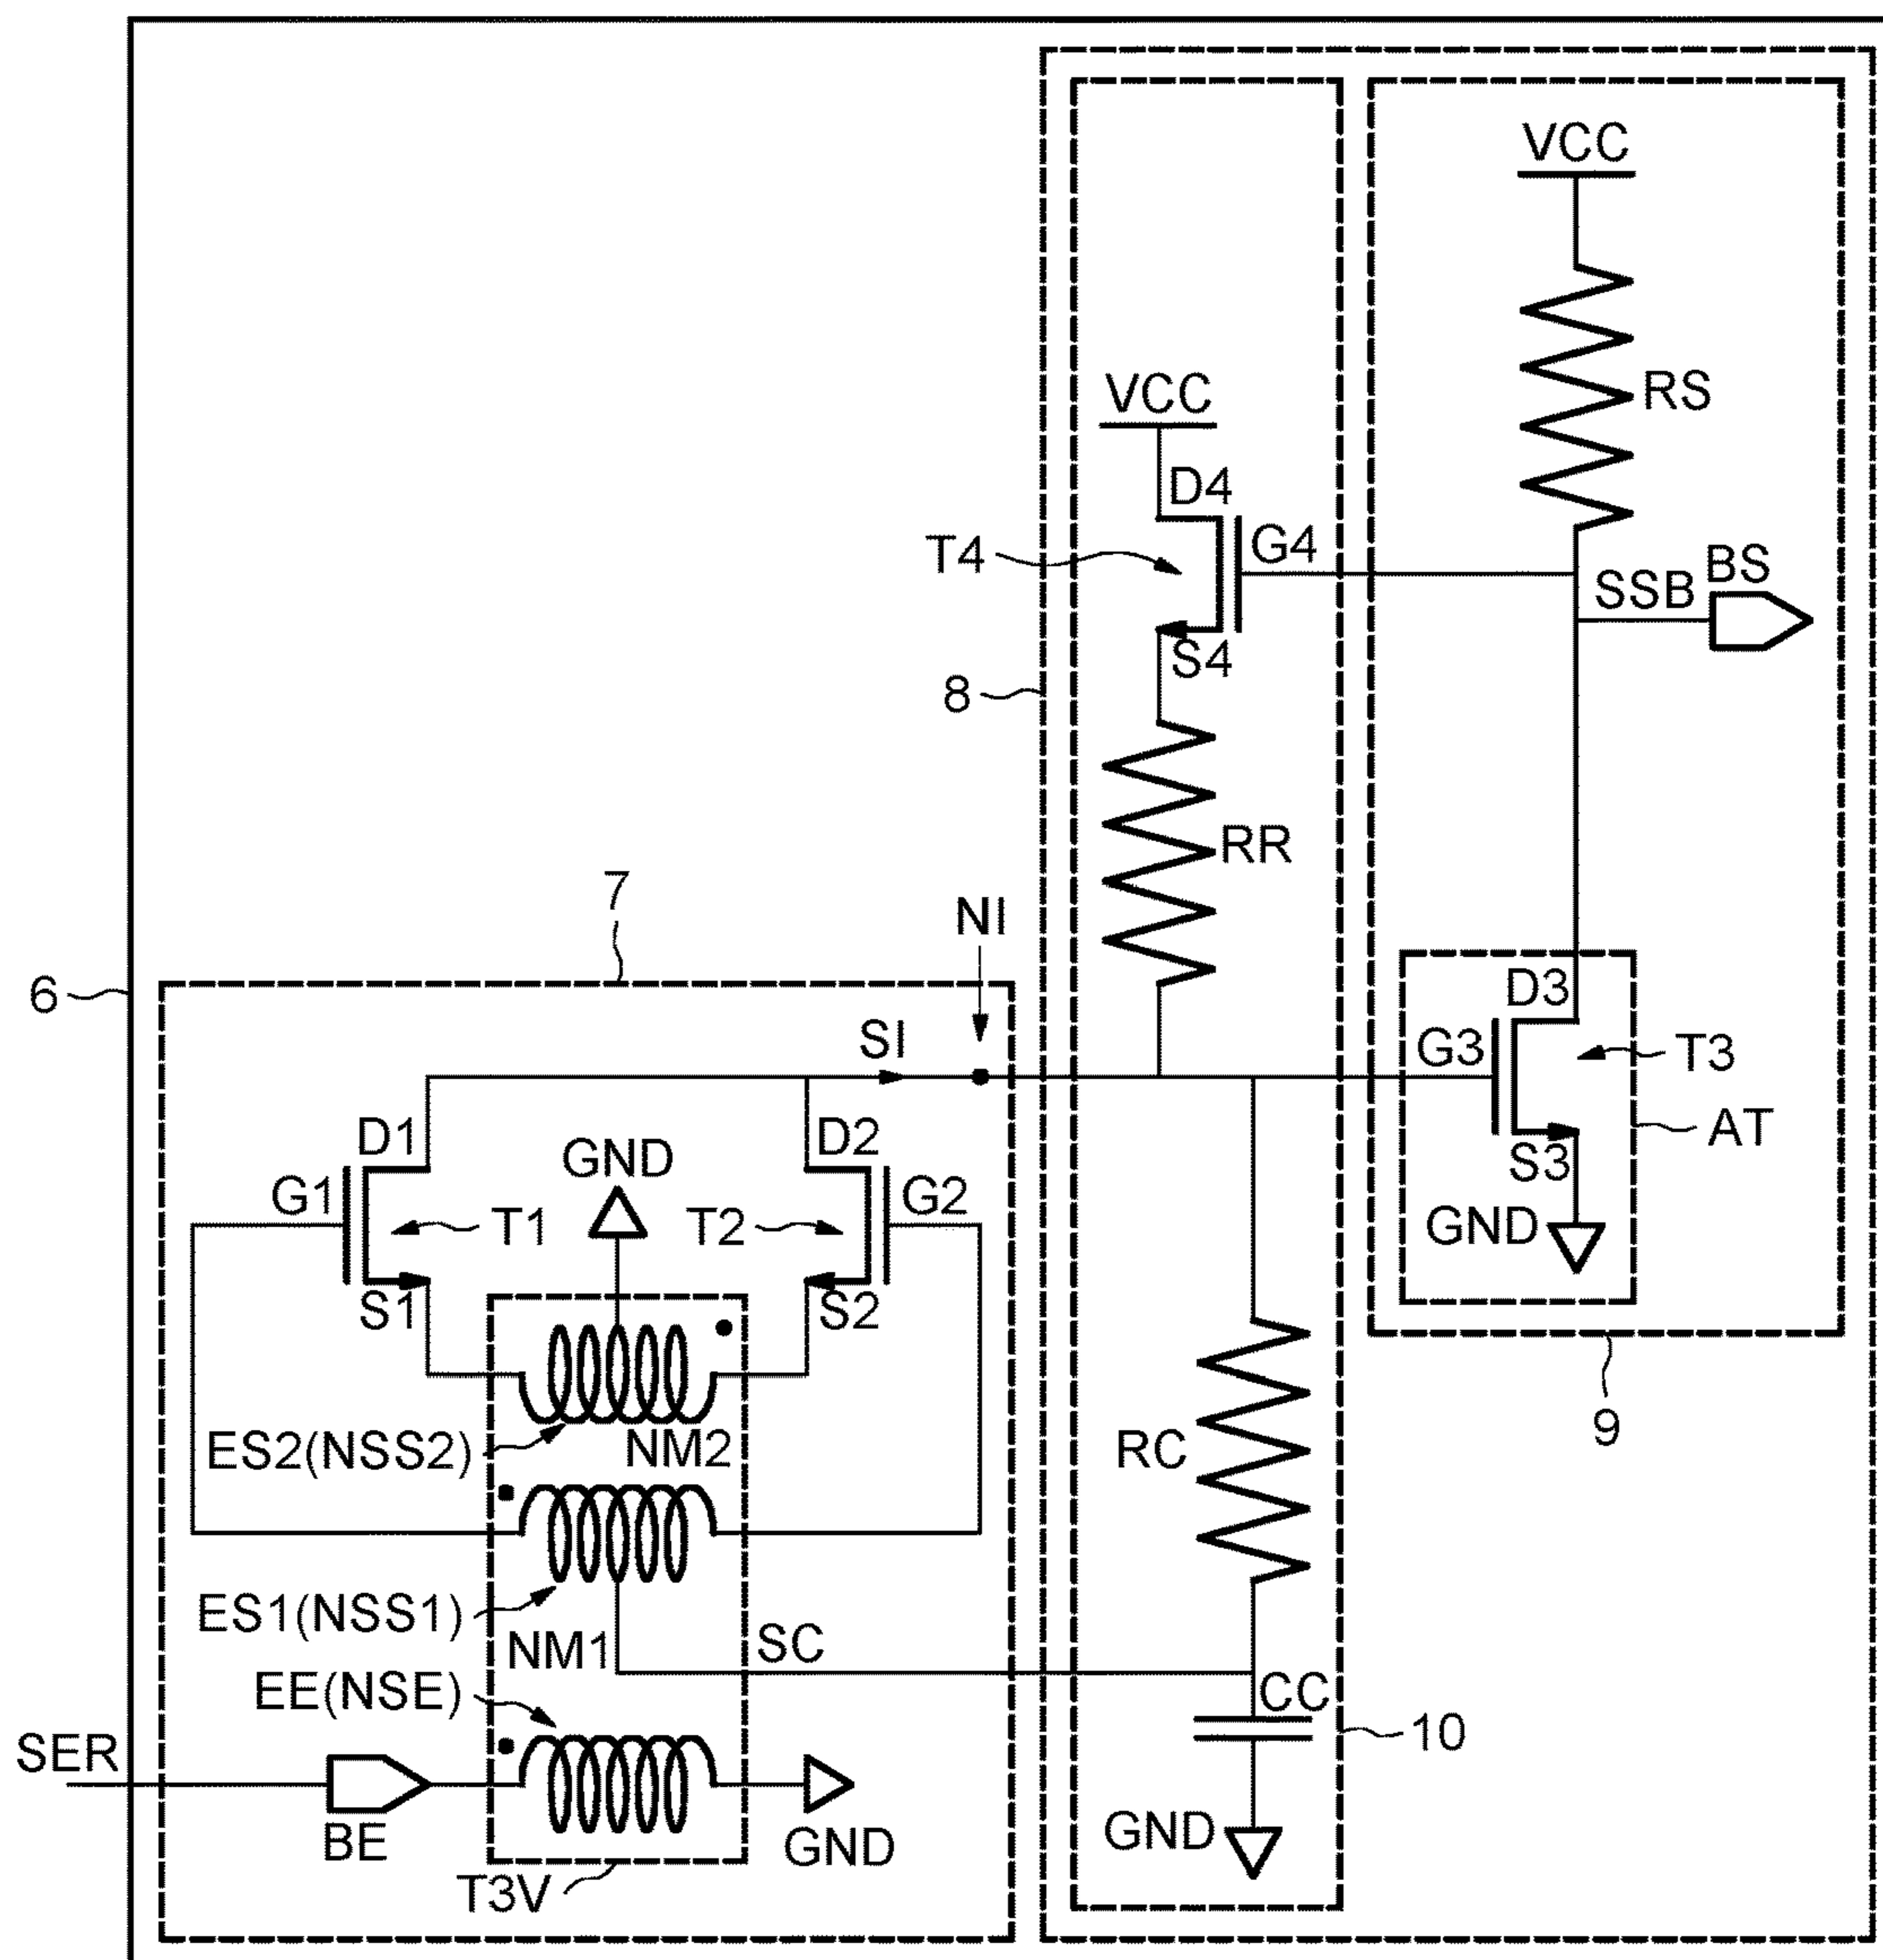 VCC
RS
VCC
D4
T4
G4
BS
SSB
S4
8
RR
7
NI
6
D3
SI
G3
T3
D1
D2
AT
GND
S3
G1
G2
T1
T2
GND
S1
S2
ES2(NSS2)
NM2
RC
9
ES1(NSS1)
NM1
SC
EE(NSE)
CC
10
SER
BE
GND
GND
T3V